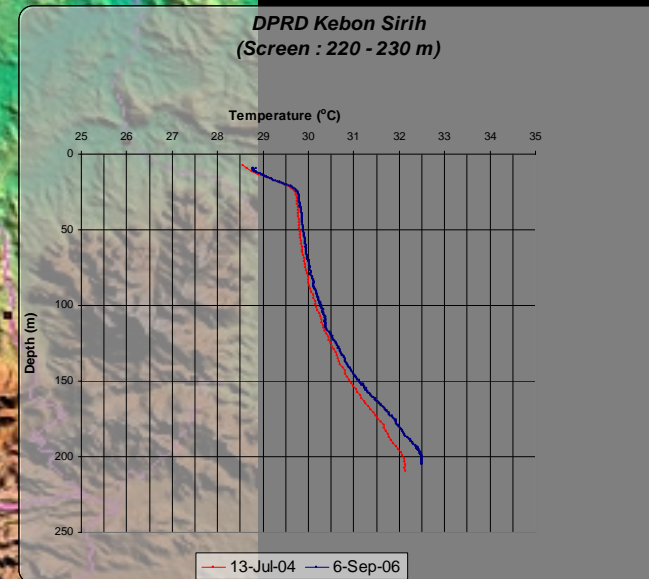 DPRD Kebon Sirih
(Screen : 220 - 230 m)
Temperature (°C)
25 26 27 28 29 30 31 32 33 34 35
Depth (m)
0
50
100
150
200
250
13-Jul-04 6-Sep-06